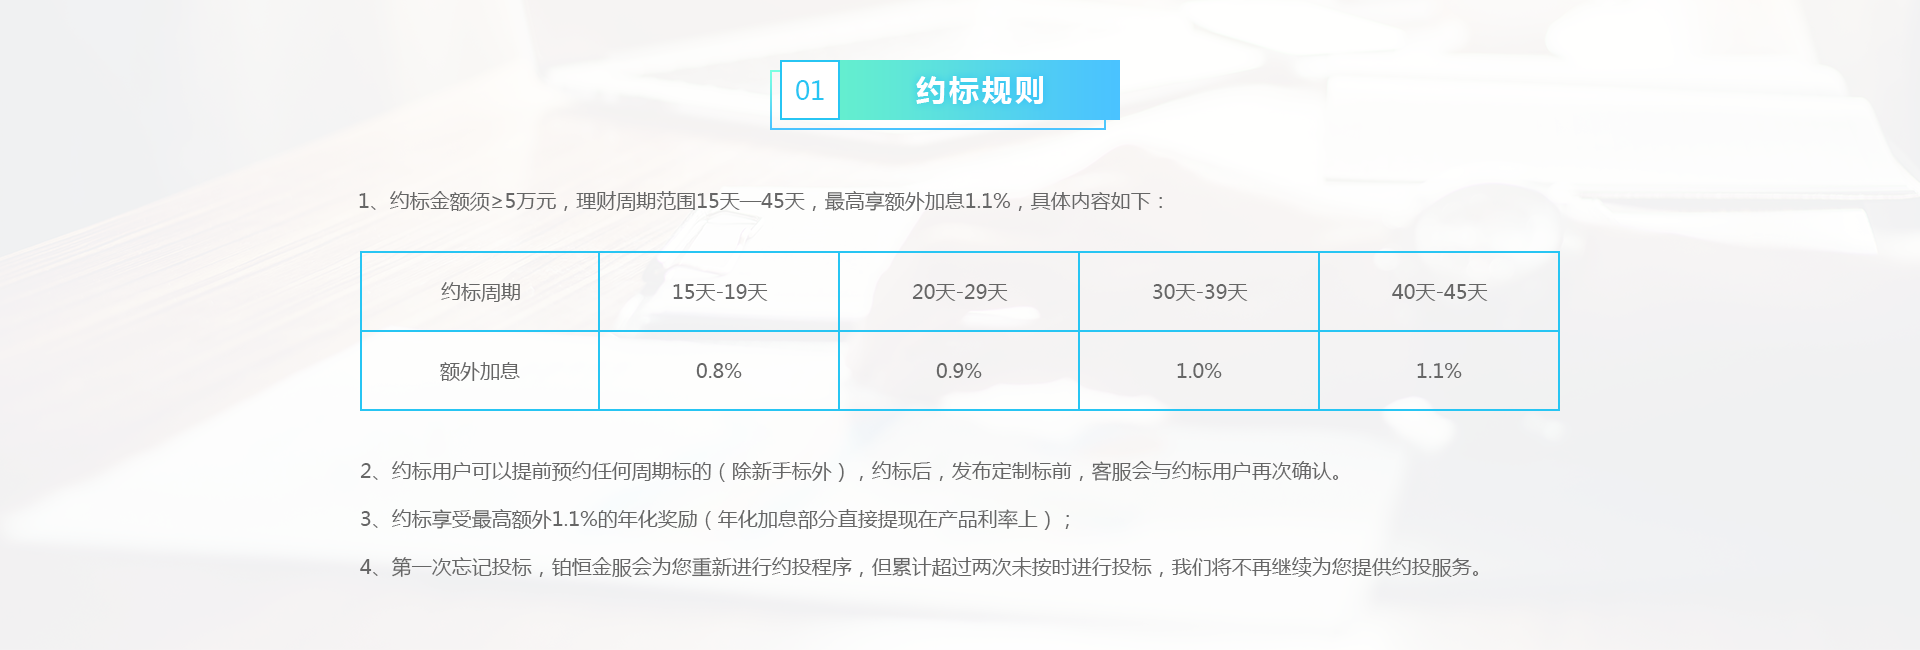 01 约标规则
1、约标金额须≥5万元，理财周期范围15天—45天，最高享额外加息1.1%，具体内容如下：
约标周期 15天-19天 20天-29天 30天-39天 40天-45天
额外加息 0.8% 0.9% 1.0% 1.1%
2、约标用户可以提前预约任何周期标的（除新手标外），约标后，发布定制标前，客服会与约标用户再次确认。
3、约标享受最高额外1.1%的年化奖励（年化加息部分直接提现在产品利率上）；
4、第一次忘记投标，铂恒金服会为您重新进行约投程序，但累计超过两次未按时进行投标，我们将不再继续为您提供约投服务。